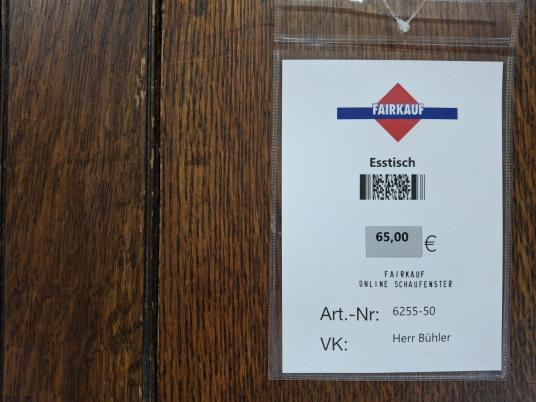 FAIRKAUF
Esstisch
65,00 €
FAIRKAUF
ONLINE SCHAUFENSTER
Art.-Nr: 6255-50
VK: Herr Bühler